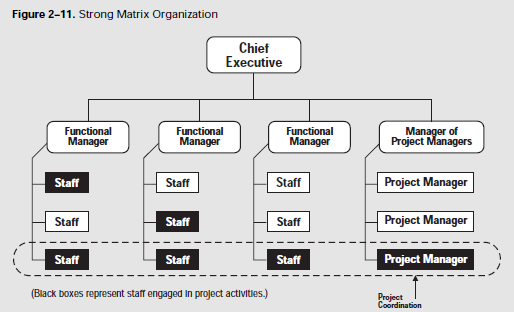 Figure 2–11. Strong Matrix Organization
Chief
Executive
Functional
Manager
Functional
Manager
Functional
Manager
Manager of
Project Managers
Staff
Staff
Staff
Project Manager
Staff
Staff
Staff
Project Manager
Staff
Staff
Staff
Project Manager
(Black boxes represent staff engaged in project activities.)
Project
Coordination